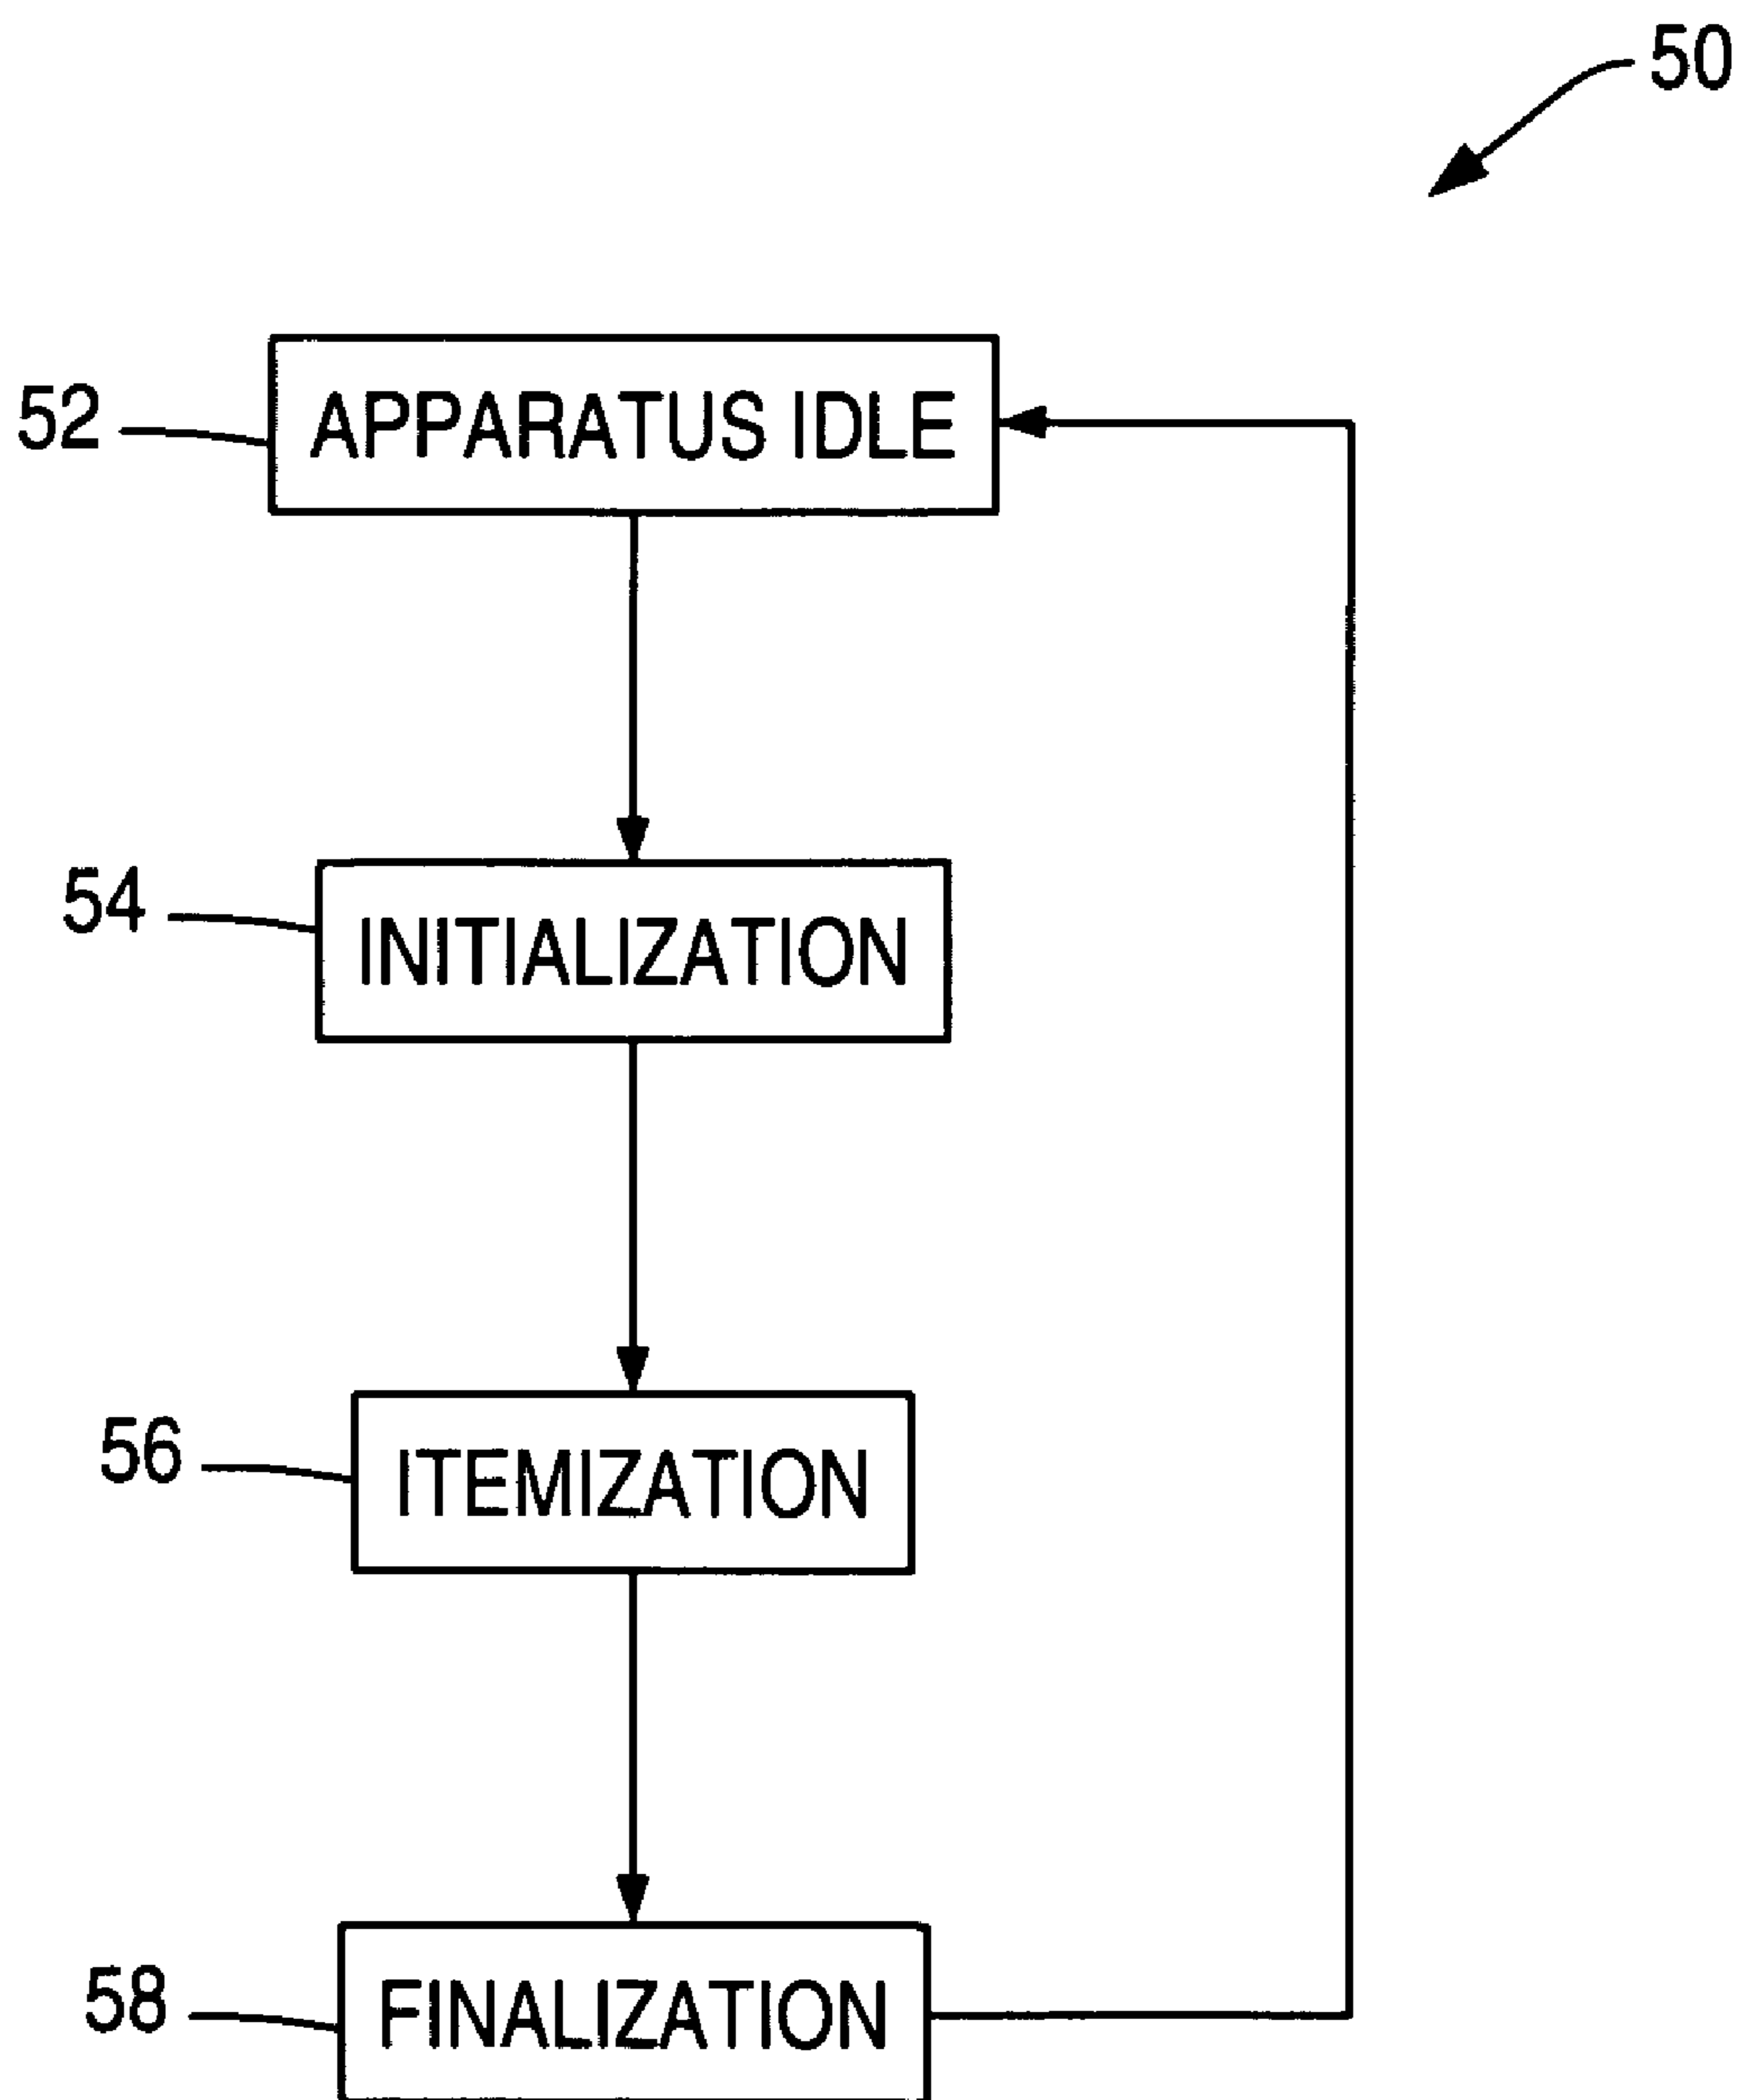 50
52
APPARATUS IDLE
54
INITIALIZATION
56
ITEMIZATION
58
FINALIZATION